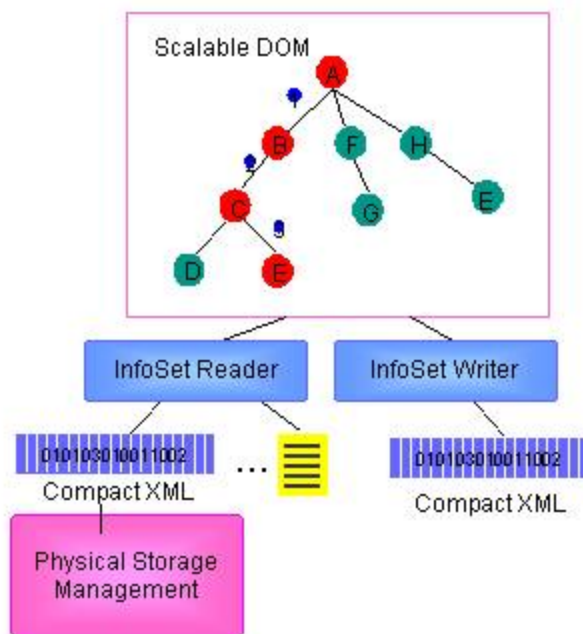 Scalable DOM
A
B F H
C G E
D E
InfoSet Reader InfoSet Writer
010103010011002 ... 010103010011002
Compact XML Compact XML
Physical Storage
Management